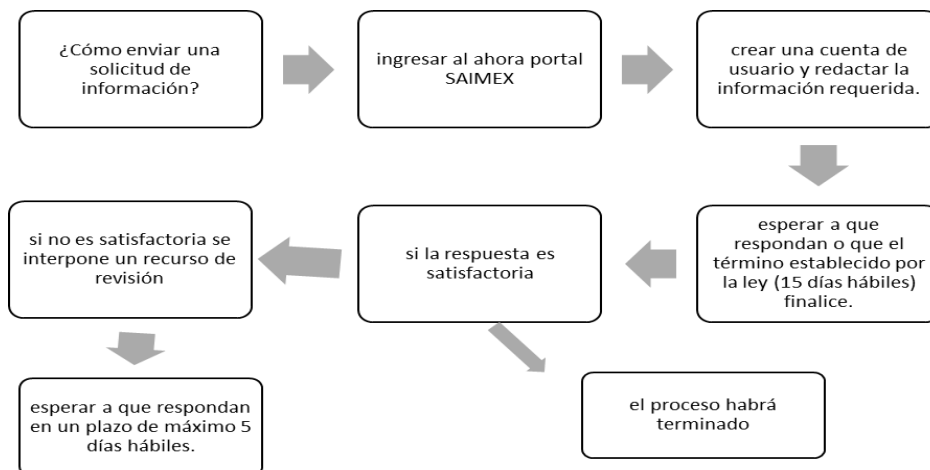 ¿Cómo enviar una
solicitud de
información?
ingresar al ahora portal
SAIMEX
crear una cuenta de
usuario y redactar la
información requerida.
esperar a que
respondan o que el
término establecido por
la ley (15 días hábiles)
finalice.
si la respuesta es
satisfactoria
si no es satisfactoria se
interpone un recurso de
revisión
esperar a que respondan
en un plazo de máximo 5
días hábiles.
el proceso habrá
terminado